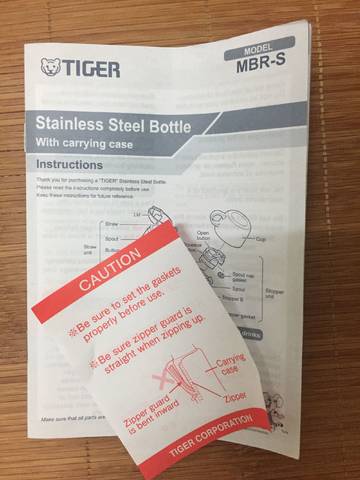 TIGER
MODEL
MBR-S
Stainless Steel Bottle
With carrying case
Instructions
Thank you for purchasing a "TIGER" Stainless Steel Bottle.
Please read the instructions completely before use.
Keep these instructions for future reference.
Lid
Straw
Spout
Straw
unit
Open
button
Cup
Spout cap
gasket
Spout
Stopper
unit
gasket
drinks
Make sure that all parts are
CAUTION
※Be sure to set the gaskets
properly before use.
※Be sure zipper guard is
straight when zipping up.
Carrying
case
Zipper
Zipper guard
is bent inward
TIGER CORPORATION